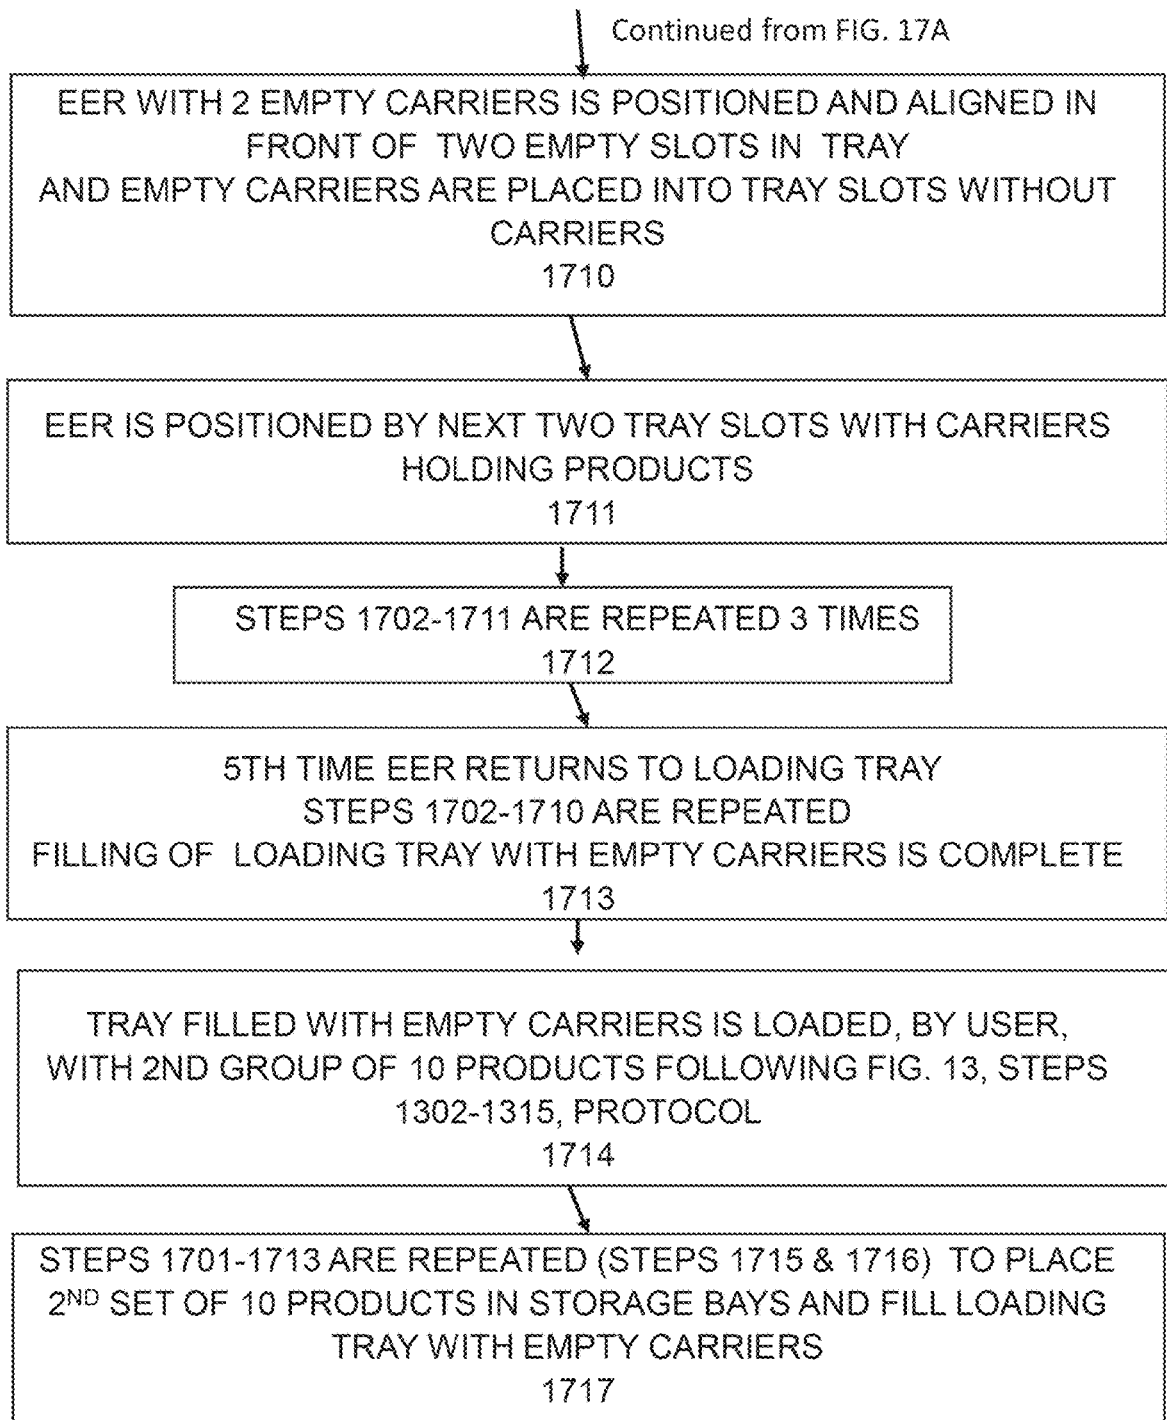 Continued from FIG. 17A
EER WITH 2 EMPTY CARRIERS IS POSITIONED AND ALIGNED IN
FRONT OF TWO EMPTY SLOTS IN TRAY
AND EMPTY CARRIERS ARE PLACED INTO TRAY SLOTS WITHOUT
CARRIERS
1710
EER IS POSITIONED BY NEXT TWO TRAY SLOTS WITH CARRIERS
HOLDING PRODUCTS
1711
STEPS 1702-1711 ARE REPEATED 3 TIMES
1712
5TH TIME EER RETURNS TO LOADING TRAY
STEPS 1702-1710 ARE REPEATED
FILLING OF LOADING TRAY WITH EMPTY CARRIERS IS COMPLETE
1713
TRAY FILLED WITH EMPTY CARRIERS IS LOADED, BY USER,
WITH 2ND GROUP OF 10 PRODUCTS FOLLOWING FIG. 13, STEPS
1302-1315, PROTOCOL
1714
STEPS 1701-1713 ARE REPEATED (STEPS 1715 & 1716) TO PLACE
2ND SET OF 10 PRODUCTS IN STORAGE BAYS AND FILL LOADING
TRAY WITH EMPTY CARRIERS
1717